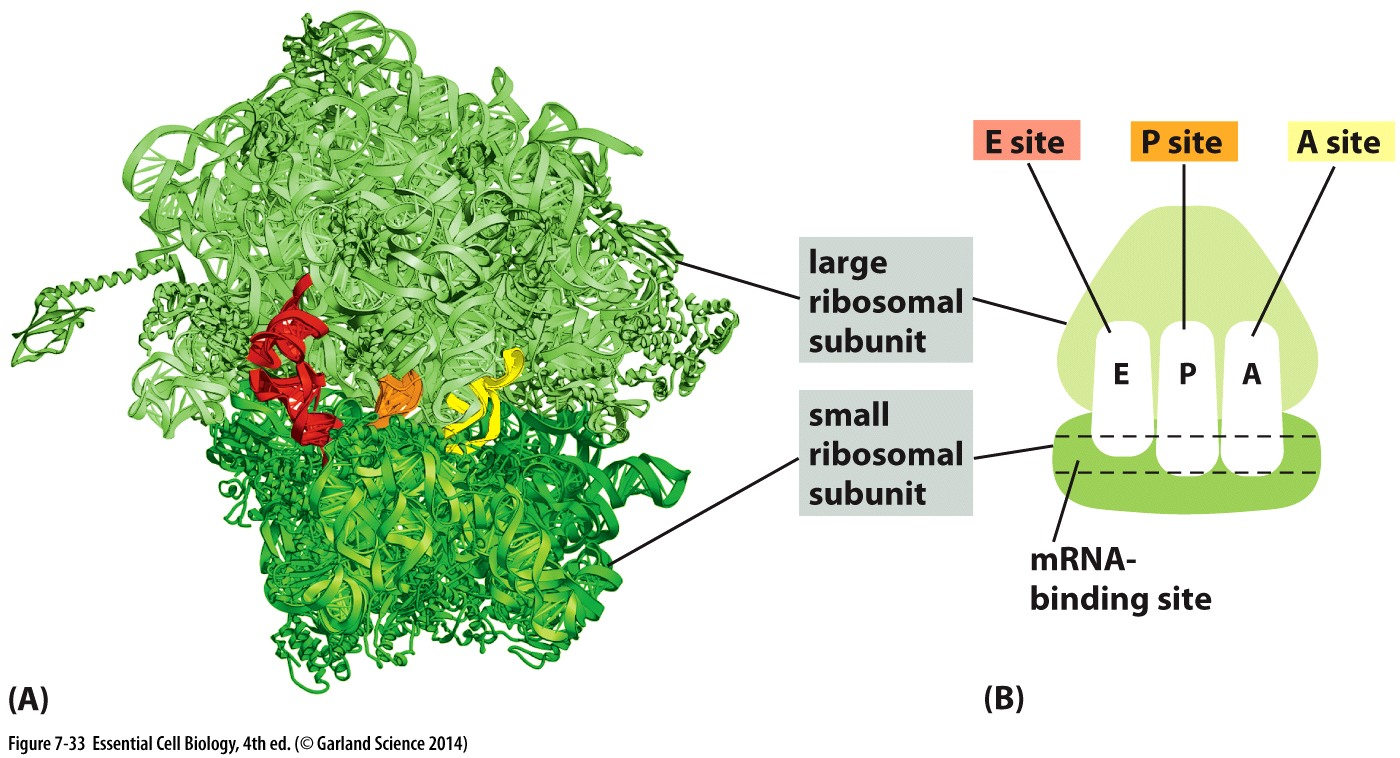 E site
P site
A site
large
ribosomal
subunit
small
ribosomal
subunit
E
P
A
mRNA-
binding site
(A)
(B)
Figure 7-33 Essential Cell Biology, 4th ed. (© Garland Science 2014)